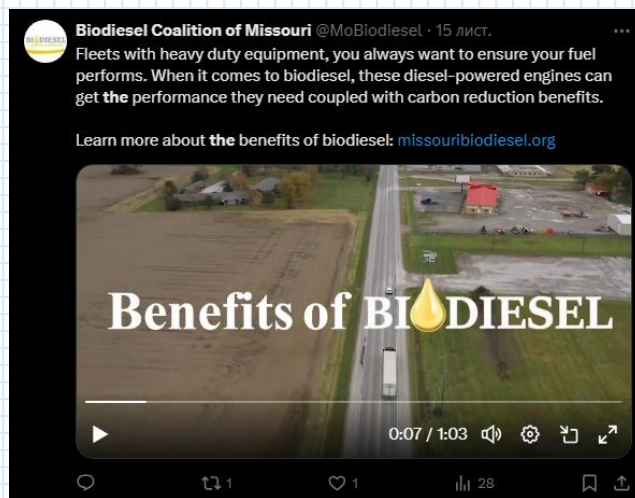 BIODIESEL
Biodiesel Coalition of Missouri @MoBiodiesel · 15 лист.
Fleets with heavy duty equipment, you always want to ensure your fuel
performs. When it comes to biodiesel, these diesel-powered engines can
get the performance they need coupled with carbon reduction benefits.
Learn more about the benefits of biodiesel: missouribiodiesel.org
Benefits of BIODIESEL
0:07 / 1:03
1
1
28